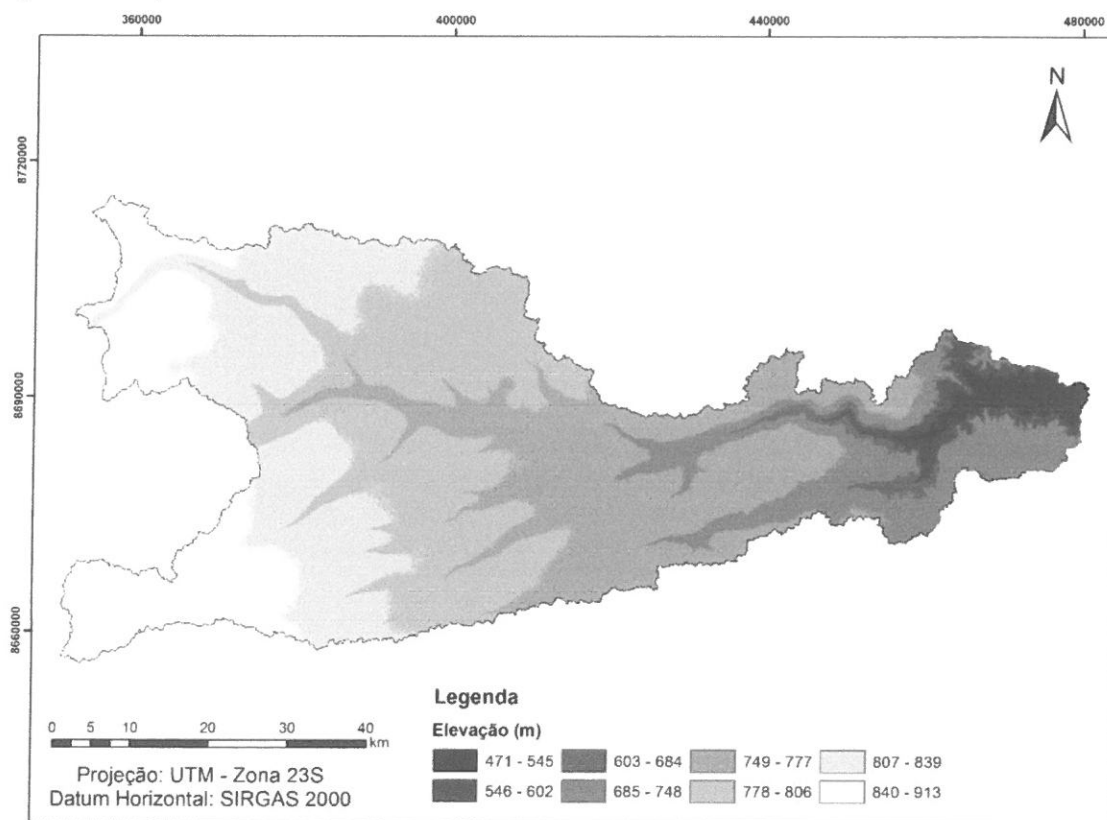 360000 400000 440000 480000
N
8720000
8690000
8660000
Legenda
Elevação (m)
471 - 545 603 - 684 749 - 777 807 - 839
546 - 602 685 - 748 778 - 806 840 - 913
0 5 10 20 30 40
km
Projeção: UTM - Zona 23S
Datum Horizontal: SIRGAS 2000